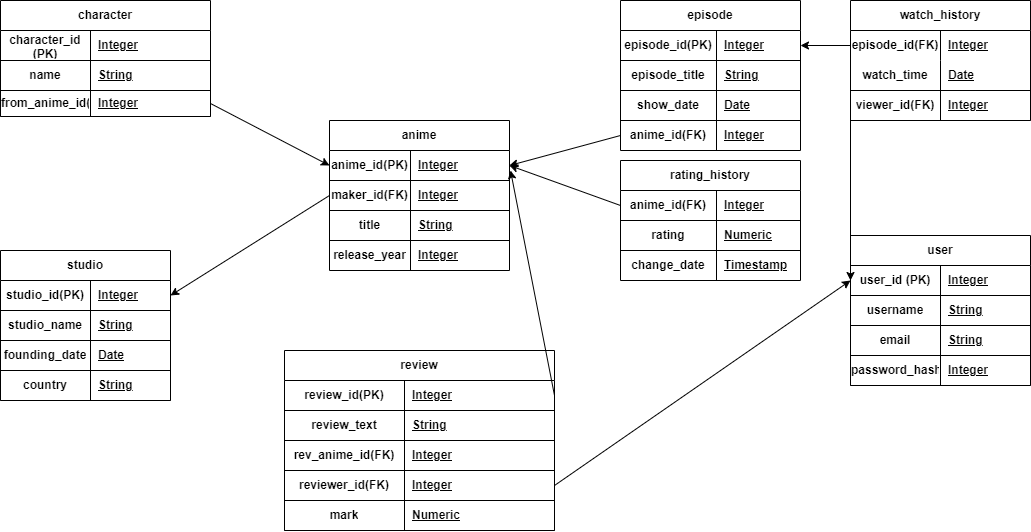 character
character_id
(PK)
Integer
name
String
from_anime_id(
Integer
episode
episode_id(PK)
Integer
episode_title
String
show_date
Date
anime_id(FK)
Integer
watch_history
episode_id(FK)
Integer
watch_time
Date
viewer_id(FK)
Integer
anime
anime_id(PK)
Integer
maker_id(FK)
Integer
title
String
release_year
Integer
rating_history
anime_id(FK)
Integer
rating
Numeric
change_date
Timestamp
studio
studio_id(PK)
Integer
studio_name
String
founding_date
Date
country
String
user
user_id (PK)
Integer
username
String
email
String
password_hash
Integer
review
review_id(PK)
Integer
review_text
String
rev_anime_id(FK)
Integer
reviewer_id(FK)
Integer
mark
Numeric